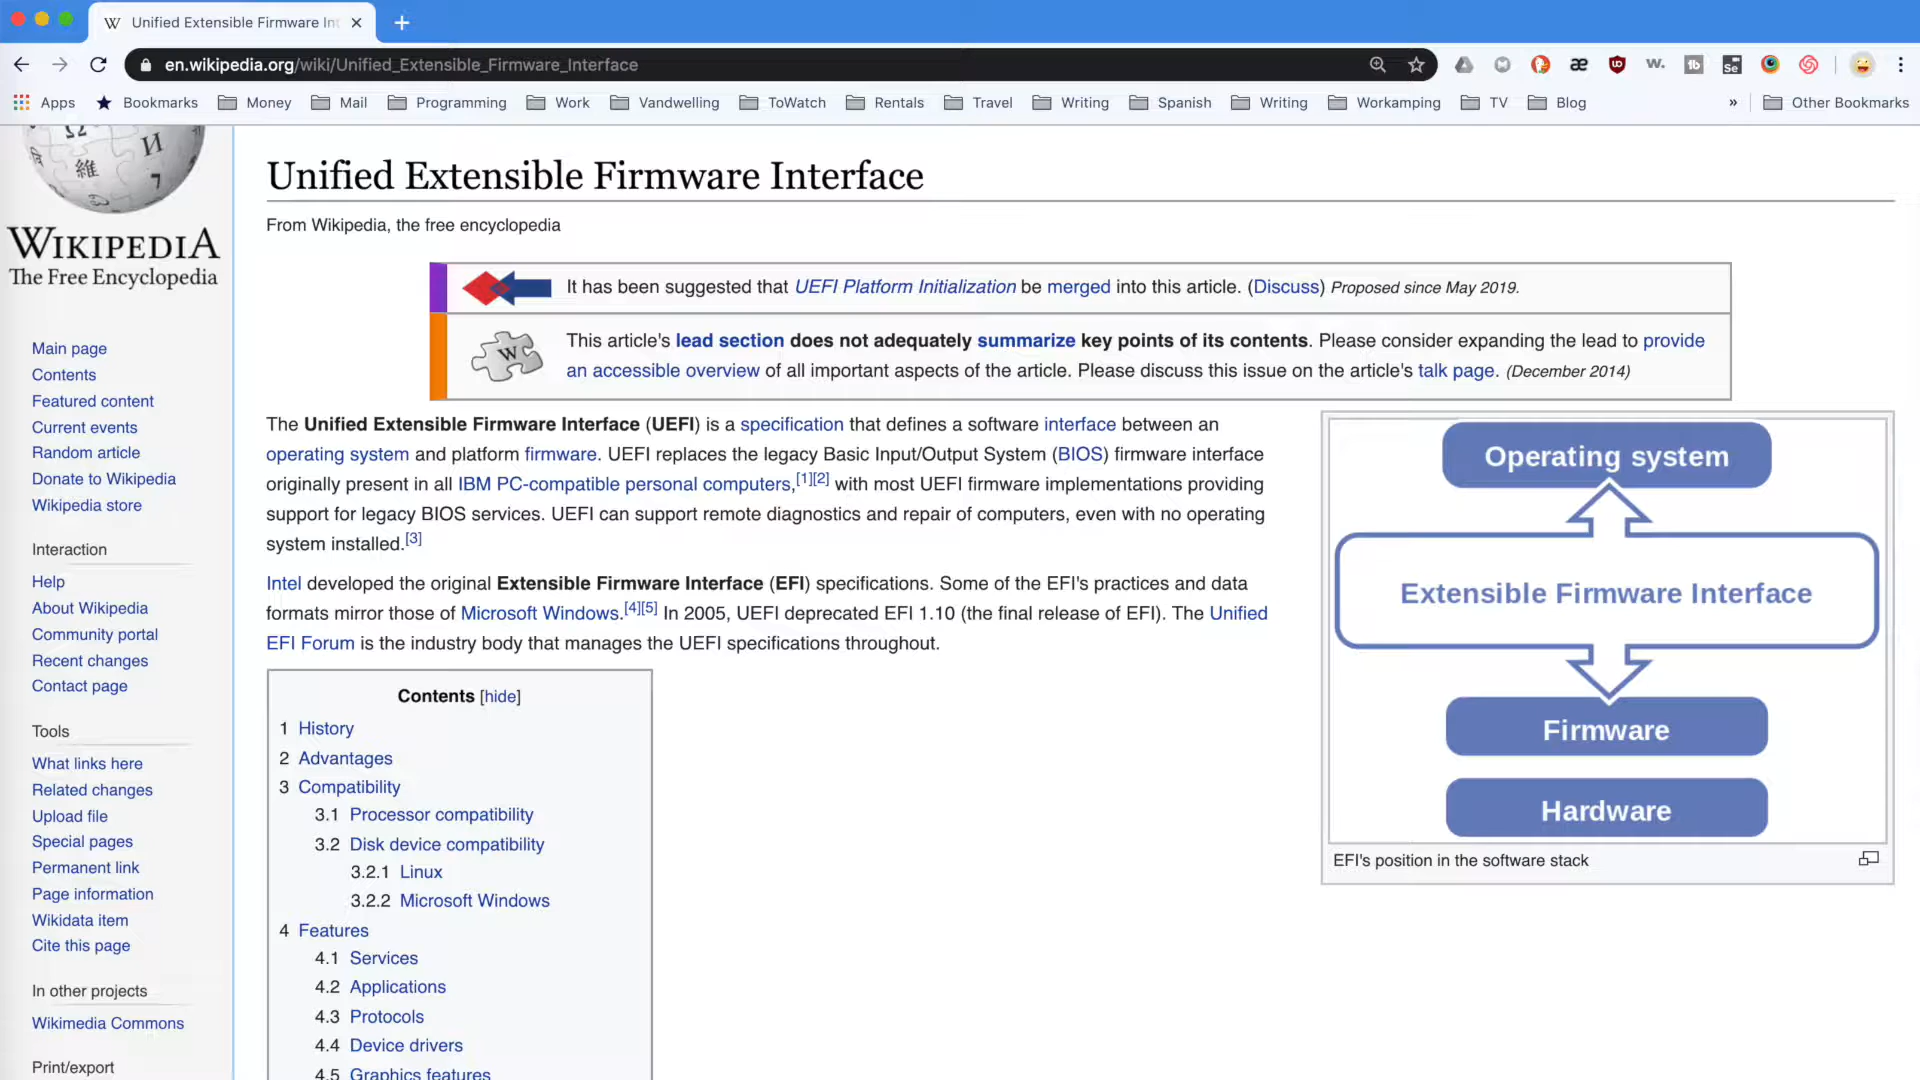 Unified Extensible Firmware Int
en.wikipedia.org/wiki/Unified_Extensible_Firmware_Interface
Apps Bookmarks Money Mail Programming Work Vandwelling ToWatch Rentals Travel Writing Spanish Writing Workamping TV Blog » Other Bookmarks
WIKIPEDIA
The Free Encyclopedia
Main page
Contents
Featured content
Current events
Random article
Donate to Wikipedia
Wikipedia store
Interaction
Help
About Wikipedia
Community portal
Recent changes
Contact page
Tools
What links here
Related changes
Upload file
Special pages
Permanent link
Page information
Wikidata item
Cite this page
In other projects
Wikimedia Commons
Print/export
Unified Extensible Firmware Interface
From Wikipedia, the free encyclopedia
It has been suggested that UEFI Platform Initialization be merged into this article. (Discuss) Proposed since May 2019.
This article's lead section does not adequately summarize key points of its contents. Please consider expanding the lead to provide
an accessible overview of all important aspects of the article. Please discuss this issue on the article's talk page. (December 2014)
The Unified Extensible Firmware Interface (UEFI) is a specification that defines a software interface between an
operating system and platform firmware. UEFI replaces the legacy Basic Input/Output System (BIOS) firmware interface
originally present in all IBM PC-compatible personal computers,[1][2] with most UEFI firmware implementations providing
support for legacy BIOS services. UEFI can support remote diagnostics and repair of computers, even with no operating
system installed.[3]
Intel developed the original Extensible Firmware Interface (EFI) specifications. Some of the EFI's practices and data
formats mirror those of Microsoft Windows.[4][5] In 2005, UEFI deprecated EFI 1.10 (the final release of EFI). The Unified
EFI Forum is the industry body that manages the UEFI specifications throughout.
Contents [hide]
1 History
2 Advantages
3 Compatibility
3.1 Processor compatibility
3.2 Disk device compatibility
3.2.1 Linux
3.2.2 Microsoft Windows
4 Features
4.1 Services
4.2 Applications
4.3 Protocols
4.4 Device drivers
4.5 Graphics features
Operating system
Extensible Firmware Interface
Firmware
Hardware
EFI's position in the software stack